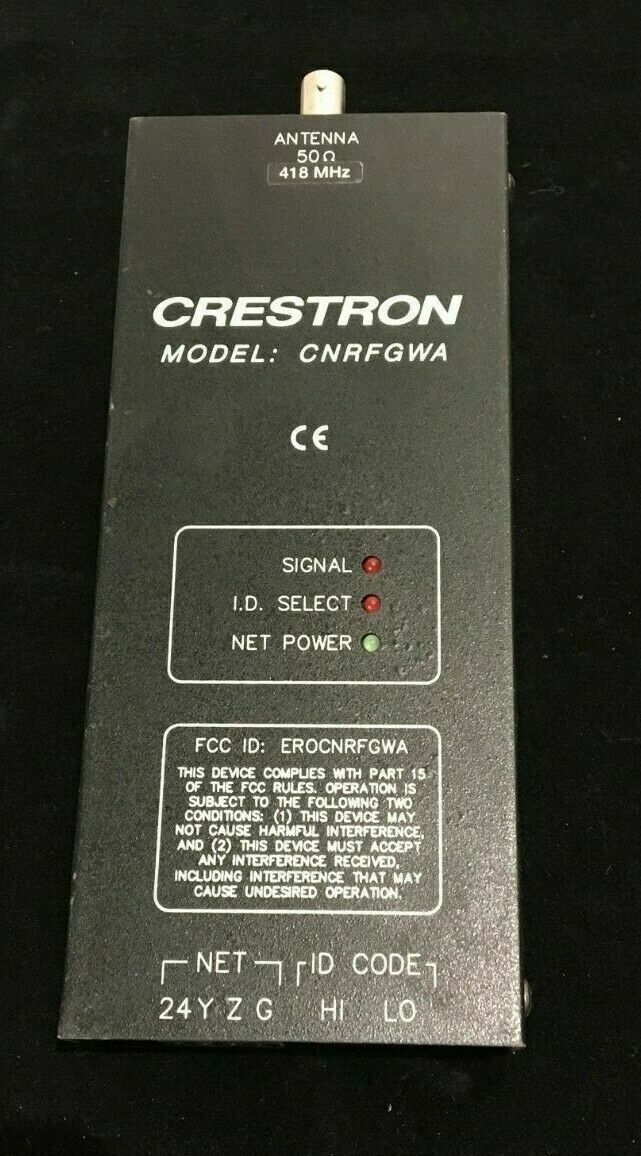 ANTENNA
50Ω
418 MHz
CRESTRON
MODEL: CNRFGWA
CE
SIGNAL
I.D. SELECT
NET POWER
FCC ID: EROCNRFGWA
THIS DEVICE COMPLIES WITH PART 15
OF THE FCC RULES. OPERATION IS
SUBJECT TO THE FOLLOWING TWO
CONDITIONS: (1) THIS DEVICE MAY
NOT CAUSE HARMFUL INTERFERENCE,
AND (2) THIS DEVICE MUST ACCEPT
ANY INTERFERENCE RECEIVED,
INCLUDING INTERFERENCE THAT MAY
CAUSE UNDESIRED OPERATION.
NET ID CODE
24 Y Z G HI LO